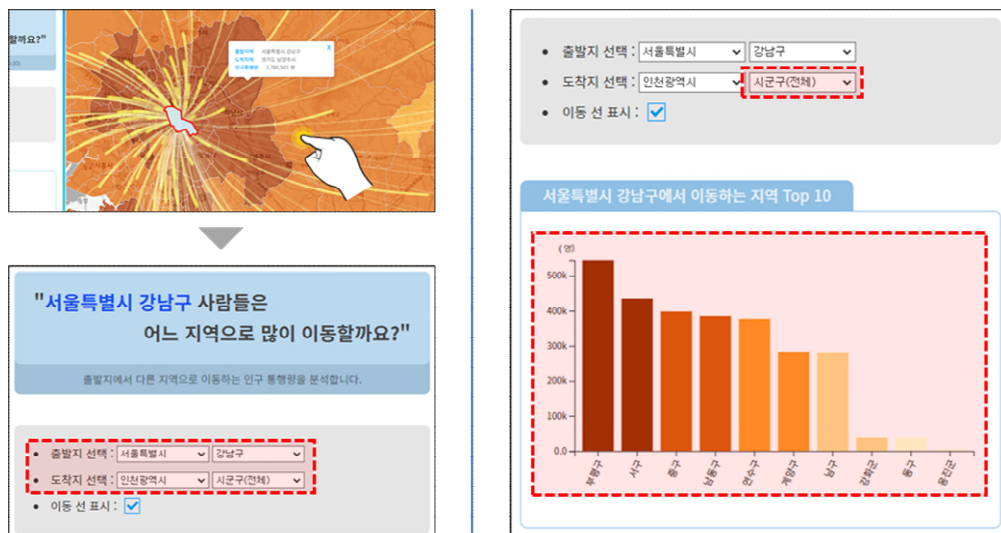 할까요?"
출발지역 서울특별시 강남구
도착지역 경기도 남양주시
X
"서울특별시 강남구 사람들은
어느 지역으로 많이 이동할까요?"
출발지에서 다른 지역으로 이동하는 인구 통행량을 분석합니다.
• 출발지 선택 : 서울특별시 강남구
• 도착지 선택 : 인천광역시 시군구(전체)
• 이동 선 표시 :
• 출발지 선택 : 서울특별시 강남구
• 도착지 선택 : 인천광역시 시군구(전체)
• 이동 선 표시 :
서울특별시 강남구에서 이동하는 지역 Top 10
(명)
500k
400k
300k
200k
100k
0.0
부평구
서구
중구
남동구
연수구
계양구
남구
강화군
동구
옹진군